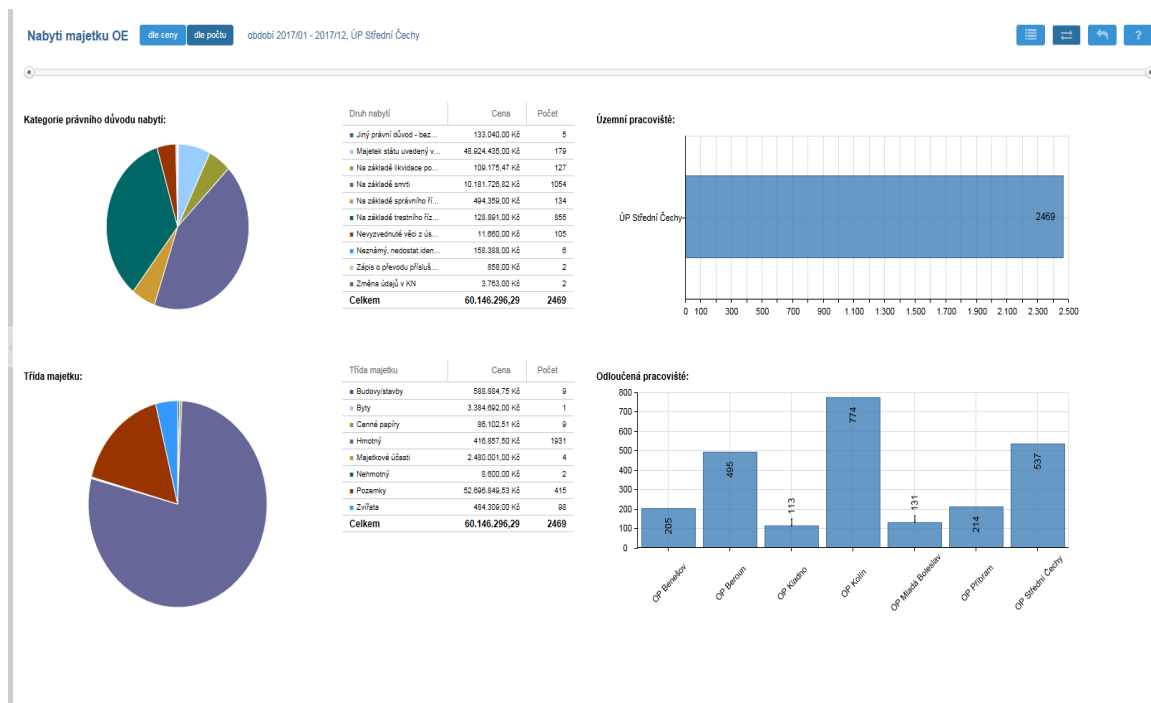 Nabytí majetku OE dle ceny dle počtu období 2017/01 - 2017/12, ÚP Střední Čechy ?
Kategorie právního důvodu nabytí:
Druh nabytí Cena Počet
Jiný právní důvod - bez... 133.040,00 Kč 5
Majetek státu uvedený v... 48.924.435,00 Kč 179
Na základě likvidace po... 109.175,47 Kč 127
Na základě smrti 10.181.726,82 Kč 1054
Na základě správního ří... 494.359,00 Kč 134
Na základě trestního říz... 128.891,00 Kč 855
Nevyzvednuté věci z ús... 11.660,00 Kč 105
Neznámý, nedostat.iden... 158.388,00 Kč 6
Zápis o převodu přísluš... 858,00 Kč 2
Změna údajů v KN 3.763,00 Kč 2
Celkem 60.146.296,29 2469
Územní pracoviště:
ÚP Střední Čechy 2469
0 100 300 500 700 900 1.100 1.300 1.500 1.700 1.900 2.100 2.300 2.500
Třída majetku:
Třída majetku Cena Počet
Budovy/stavby 588.884,75 Kč 9
Byty 3.384.692,00 Kč 1
Cenné papíry 86.102,51 Kč 9
Hmotný 416.857,50 Kč 1931
Majetkové účasti 2.480.001,00 Kč 4
Nehmotný 8.600,00 Kč 2
Pozemky 52.696.849,53 Kč 415
Zvířata 484.309,00 Kč 98
Celkem 60.146.296,29 2469
Odloučená pracoviště:
800
700
600
500
400
300
200
100
0
205 495 113 774 131 214 537
OP Benešov OP Beroun OP Kladno OP Kolín OP Mladá Boleslav OP Příbram OP Střední Čechy